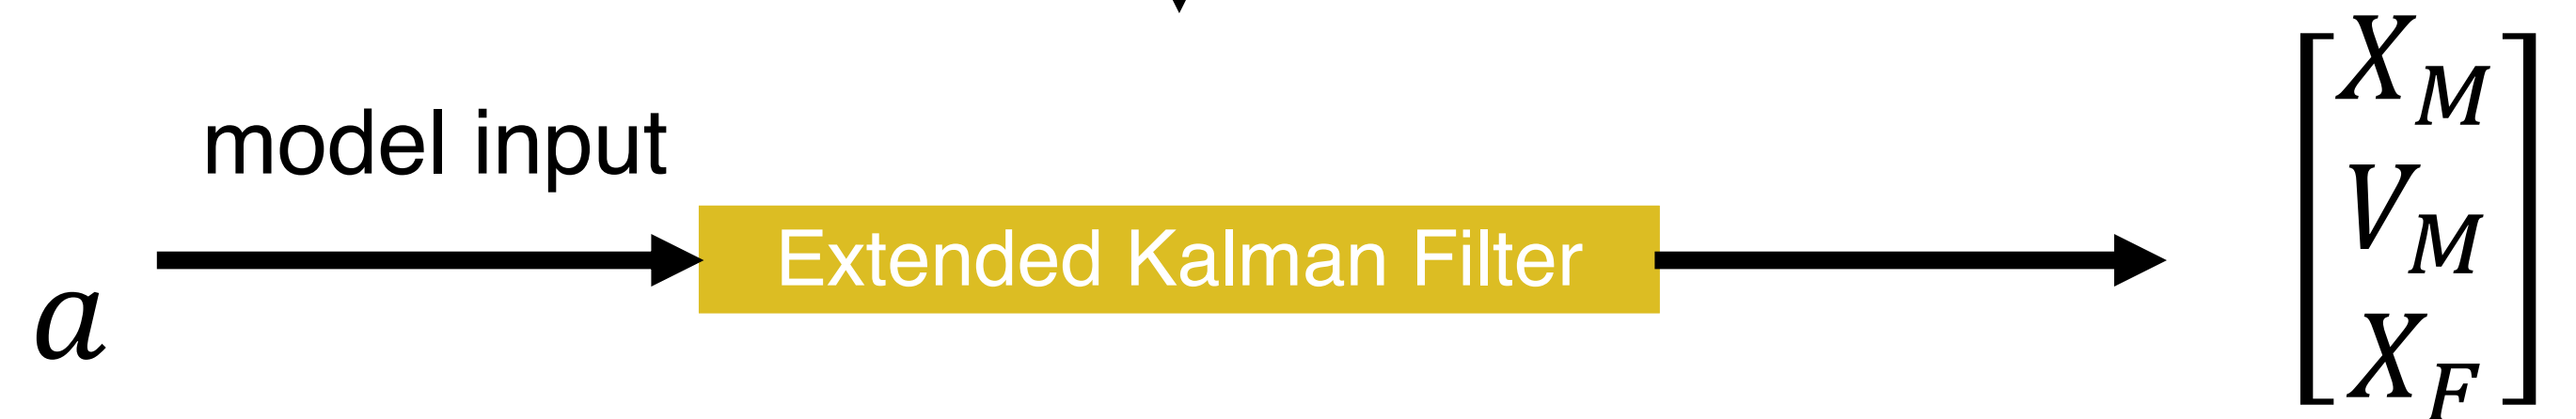 model input
a
Extended Kalman Filter
X_M
V_M
X_F